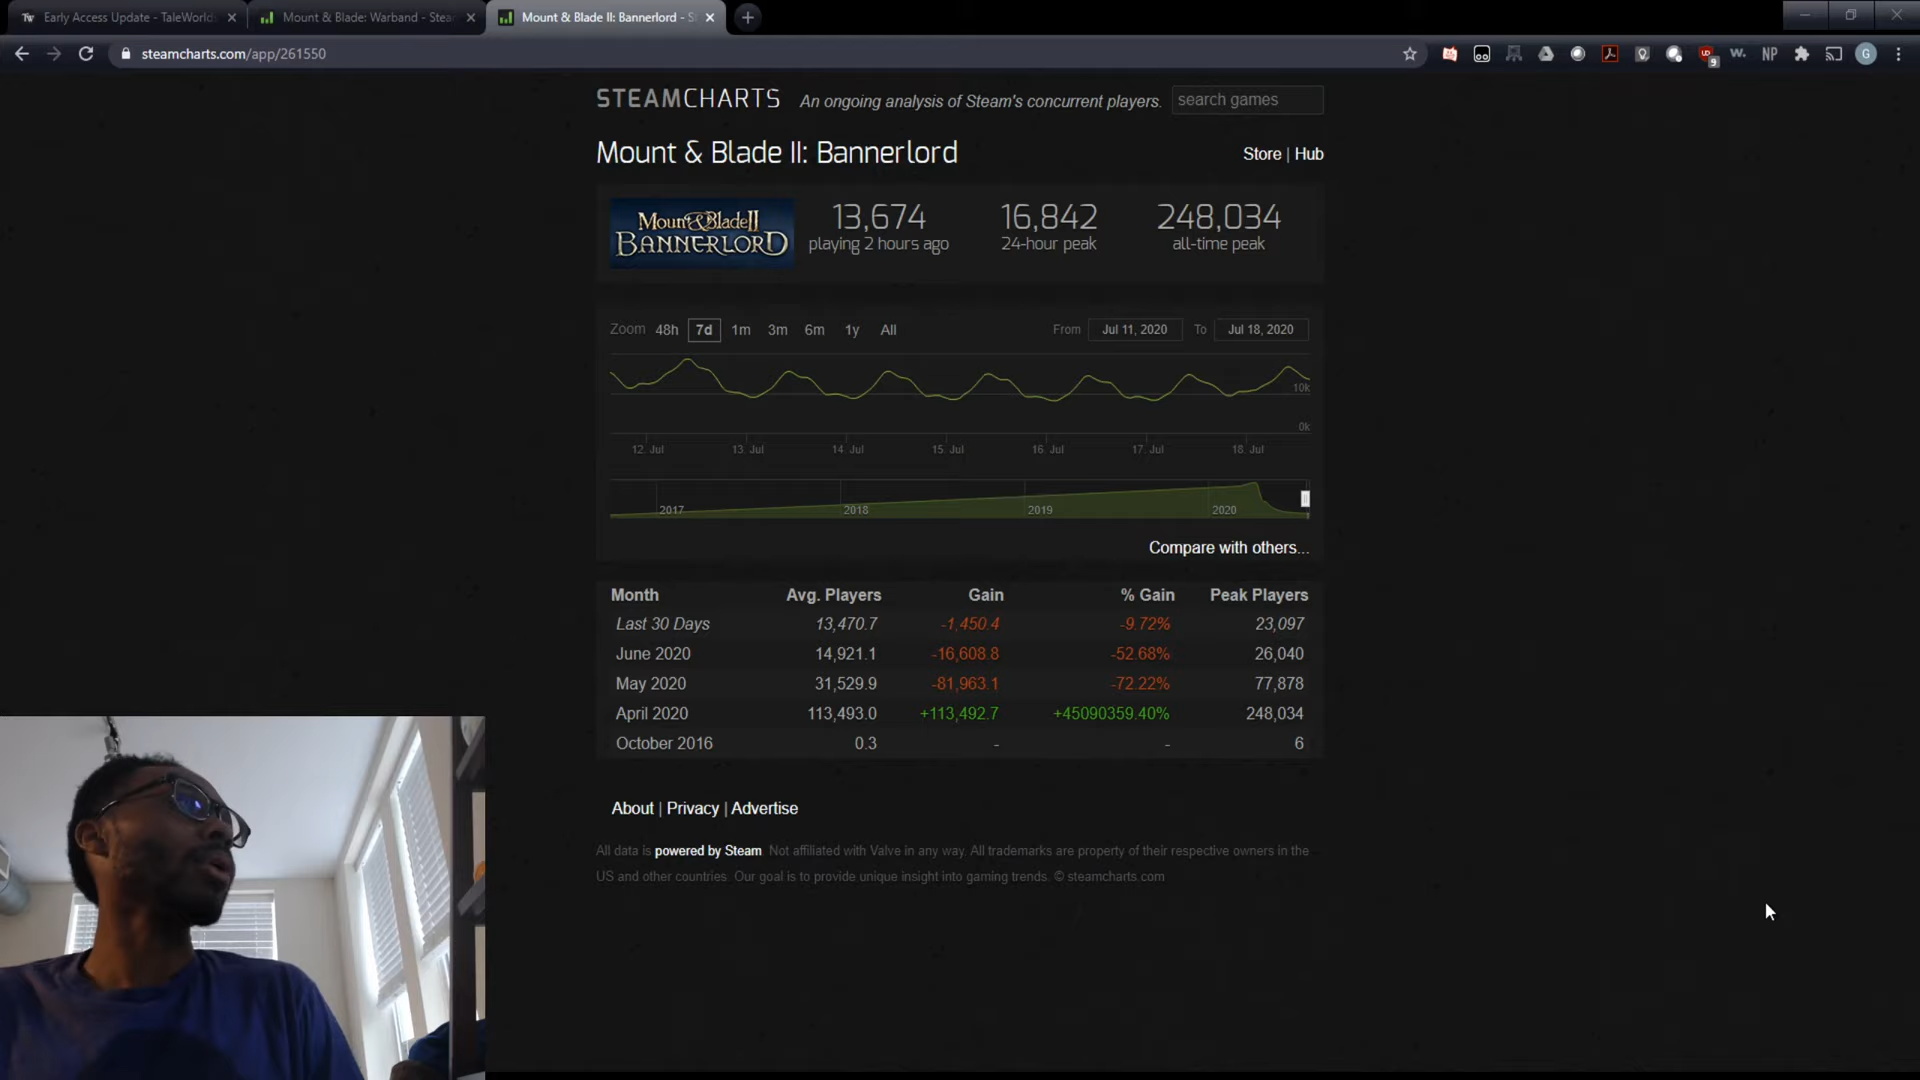 Early Access Update - TaleWorld
Mount & Blade: Warband - Stea
Mount & Blade II: Bannerlord - S
steamcharts.com/app/261550
9
W.
NP
G
STEAMCHARTS
An ongoing analysis of Steam's concurrent players.
search games
Mount & Blade II: Bannerlord
Store | Hub
Mount & Blade II
BANNERLORD
13,674
playing 2 hours ago
16,842
24-hour peak
248,034
all-time peak
Zoom 48h 7d 1m 3m 6m 1y All
From Jul 11, 2020 To Jul 18, 2020
10k
0k
12. Jul 13. Jul 14. Jul 15. Jul 16. Jul 17. Jul 18. Jul
2017 2018 2019 2020
Compare with others...
Month Avg. Players Gain % Gain Peak Players
Last 30 Days 13,470.7 -1,450.4 -9.72% 23,097
June 2020 14,921.1 -16,608.8 -52.68% 26,040
May 2020 31,529.9 -81,963.1 -72.22% 77,878
April 2020 113,493.0 +113,492.7 +45090359.40% 248,034
October 2016 0.3 - - 6
About | Privacy | Advertise
All data is powered by Steam. Not affiliated with Valve in any way. All trademarks are property of their respective owners in the
US and other countries. Our goal is to provide unique insight into gaming trends. © steamcharts.com